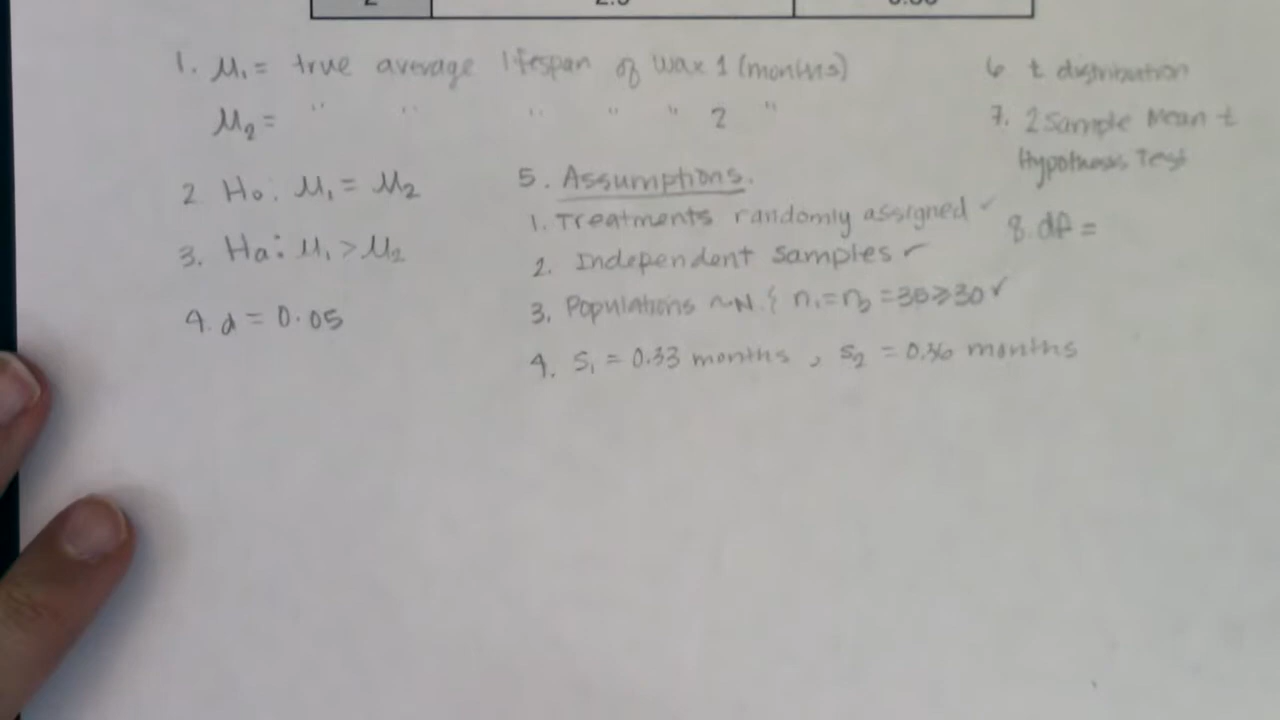 1. μ₁ = true average lifespan of Wax 1 (months)
μ₂ = " " " " " 2 "
2 H₀: μ₁ = μ₂
3. Ha: μ₁ > μ₂
4. α = 0.05
5. Assumptions.
1. Treatments randomly assigned ✓
2. Independent samples ✓
3. Populations ~N. { n₁=n₂ = 30 ≥ 30 ✓
4. s₁ = 0.33 months, s₂ = 0.36 months
6 t distribution
7. 2 Sample Mean t
Hypothesis Test
8. df =